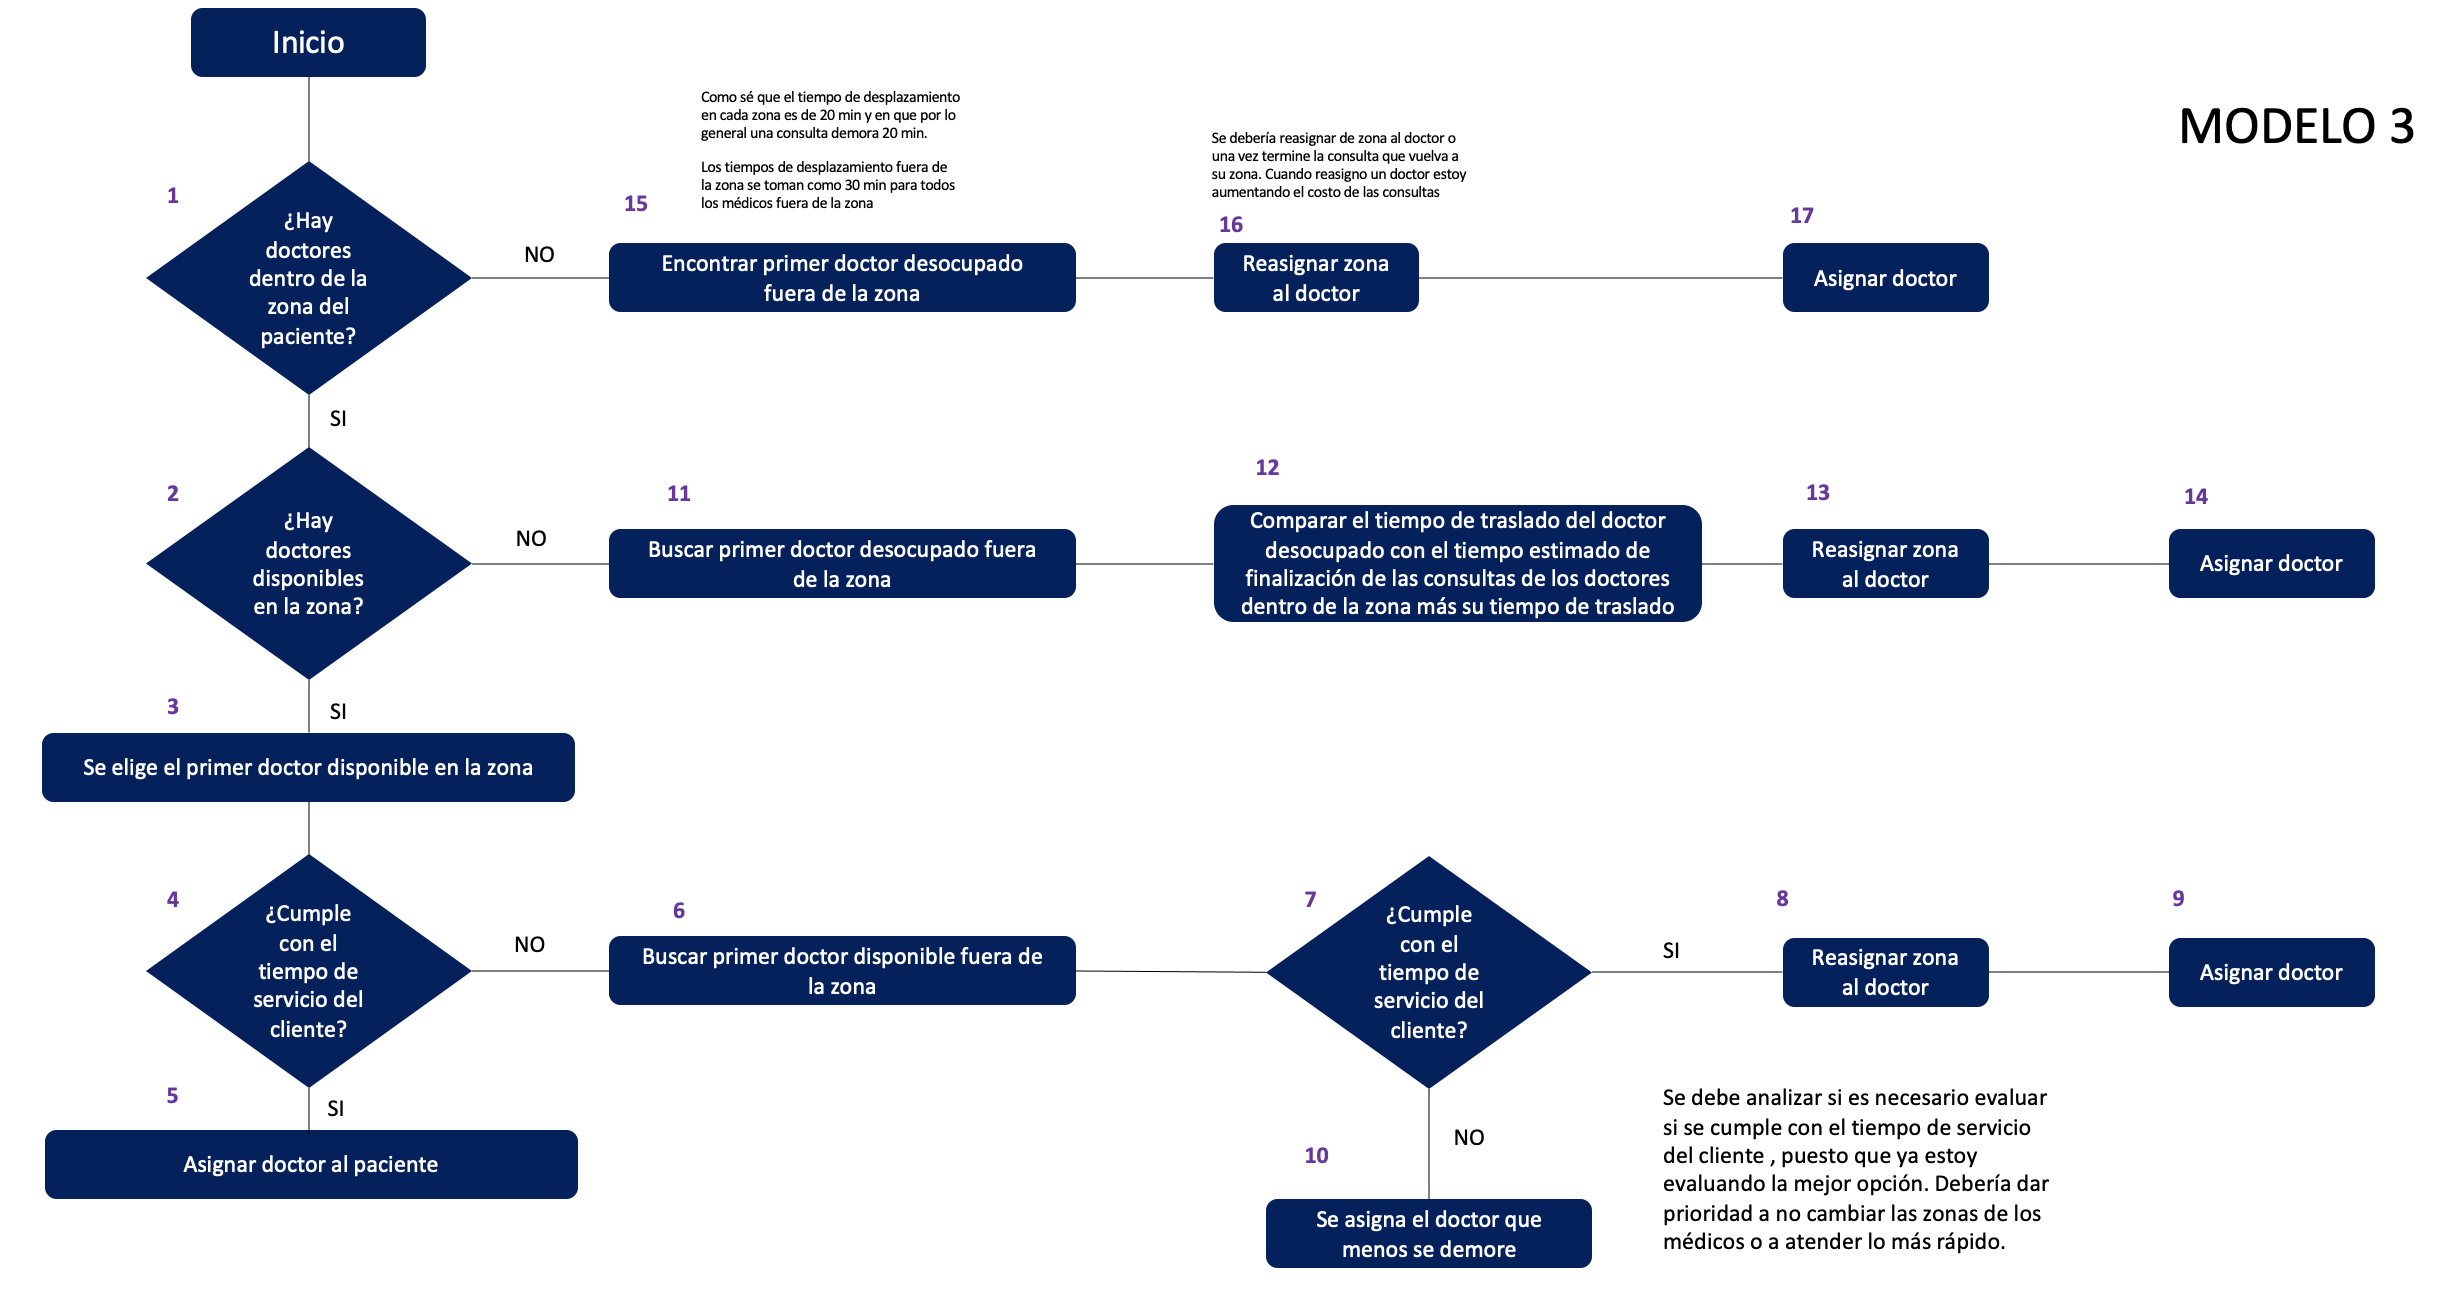 Inicio
MODELO 3
Como sé que el tiempo de desplazamiento
en cada zona es de 20 min y en que por lo
general una consulta demora 20 min.
Los tiempos de desplazamiento fuera de
la zona se toman como 30 min para todos
los médicos fuera de la zona
Se debería reasignar de zona al doctor o
una vez termine la consulta que vuelva a
su zona. Cuando reasigno un doctor estoy
aumentando el costo de las consultas
1
¿Hay
doctores
dentro de la
zona del
paciente?
NO
15
Encontrar primer doctor desocupado
fuera de la zona
16
Reasignar zona
al doctor
17
Asignar doctor
SI
2
¿Hay
doctores
disponibles
en la zona?
NO
11
Buscar primer doctor desocupado fuera
de la zona
12
Comparar el tiempo de traslado del doctor
desocupado con el tiempo estimado de
finalización de las consultas de los doctores
dentro de la zona más su tiempo de traslado
13
Reasignar zona
al doctor
14
Asignar doctor
SI
3
Se elige el primer doctor disponible en la zona
4
¿Cumple
con el
tiempo de
servicio del
cliente?
NO
6
Buscar primer doctor disponible fuera de
la zona
7
¿Cumple
con el
tiempo de
servicio del
cliente?
SI
8
Reasignar zona
al doctor
9
Asignar doctor
SI
5
Asignar doctor al paciente
NO
10
Se asigna el doctor que
menos se demore
Se debe analizar si es necesario evaluar
si se cumple con el tiempo de servicio
del cliente , puesto que ya estoy
evaluando la mejor opción. Debería dar
prioridad a no cambiar las zonas de los
médicos o a atender lo más rápido.